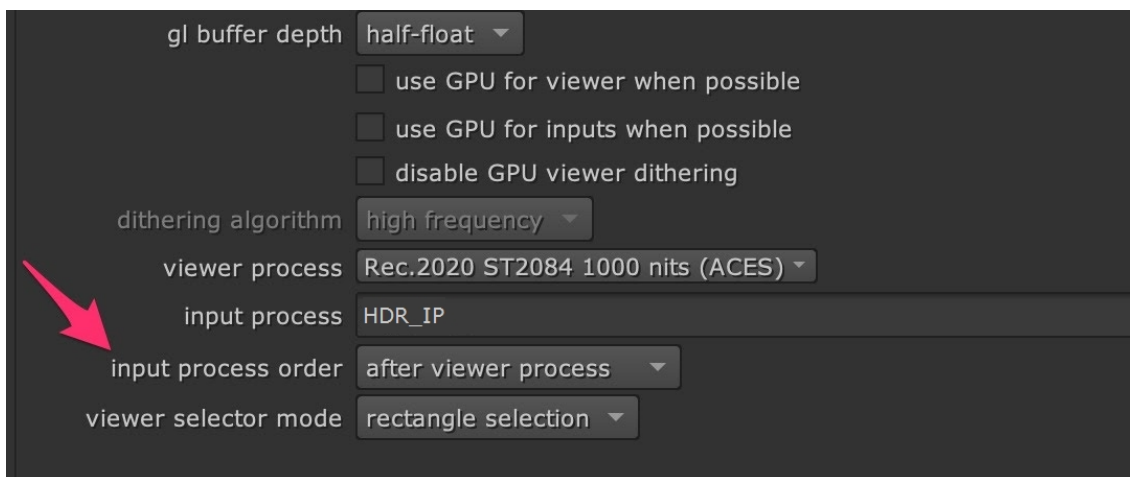 gl buffer depth half-float
use GPU for viewer when possible
use GPU for inputs when possible
disable GPU viewer dithering
dithering algorithm high frequency
viewer process Rec.2020 ST2084 1000 nits (ACES)
input process HDR_IP
input process order after viewer process
viewer selector mode rectangle selection